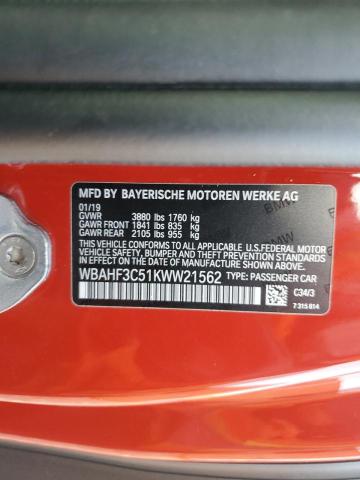 MFD BY BAYERISCHE MOTOREN WERKE AG
01/19
GVWR 3880 lbs 1760 kg
GAWR FRONT 1841 lbs 835 kg
GAWR REAR 2105 lbs 955 kg
THIS VEHICLE CONFORMS TO ALL APPLICABLE U.S. FEDERAL MOTOR
VEHICLE SAFETY, BUMPER, AND THEFT PREVENTION STANDARDS IN
EFFECT ON THE DATE OF MANUFACTURE SHOWN ABOVE.
WBAHF3C51KWW21562 TYPE: PASSENGER CAR
C34/3
7 315 814
BMW
BMW